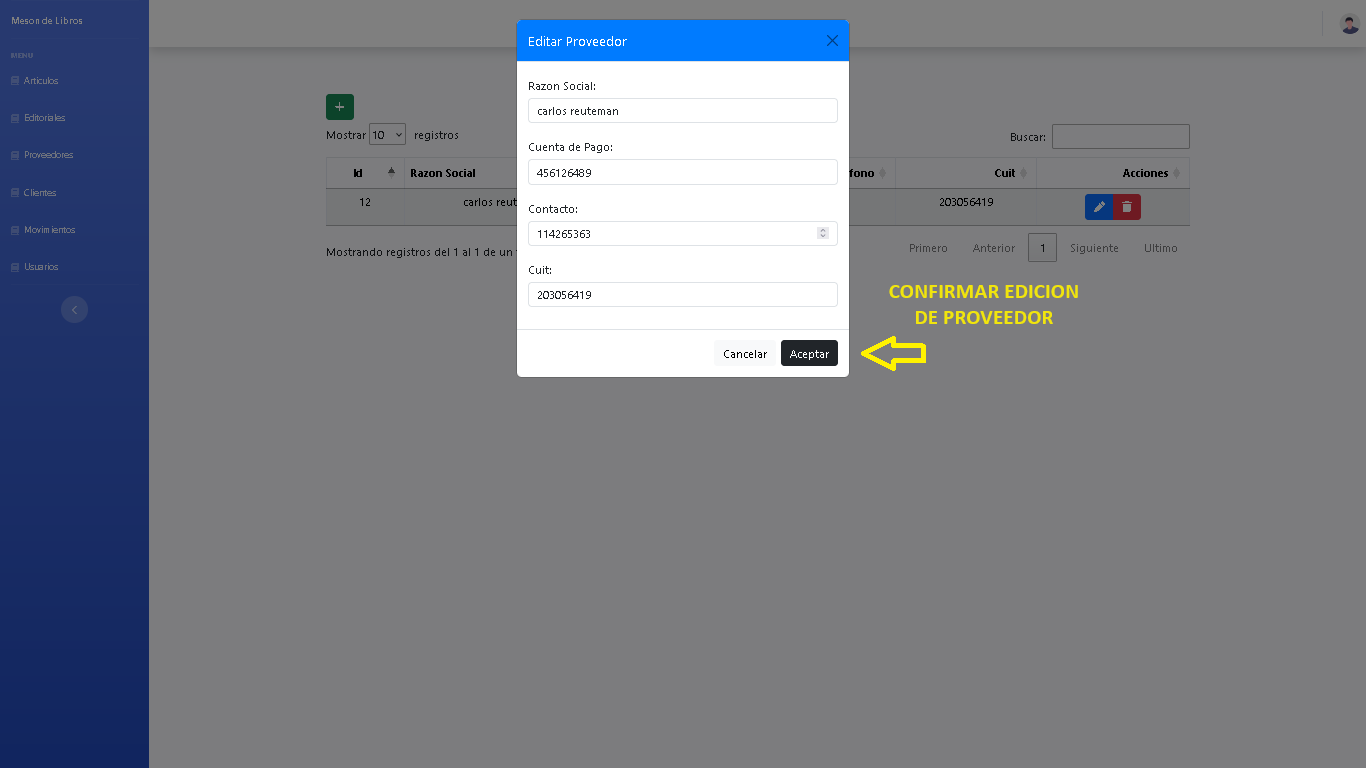 Meson de Libros
MENU
Articulos
Editoriales
Proveedores
Clientes
Movimientos
Usuarios
Editar Proveedor
Razon Social:
carlos reuteman
Cuenta de Pago:
456126489
Contacto:
114265363
Cuit:
203056419
Cancelar Aceptar
+
Mostrar 10 registros
Buscar:
Id Razon Social fono Cuit Acciones
12 carlos reut 203056419
Mostrando registros del 1 al 1 de un
Primero Anterior 1 Siguiente Ultimo
CONFIRMAR EDICION
DE PROVEEDOR